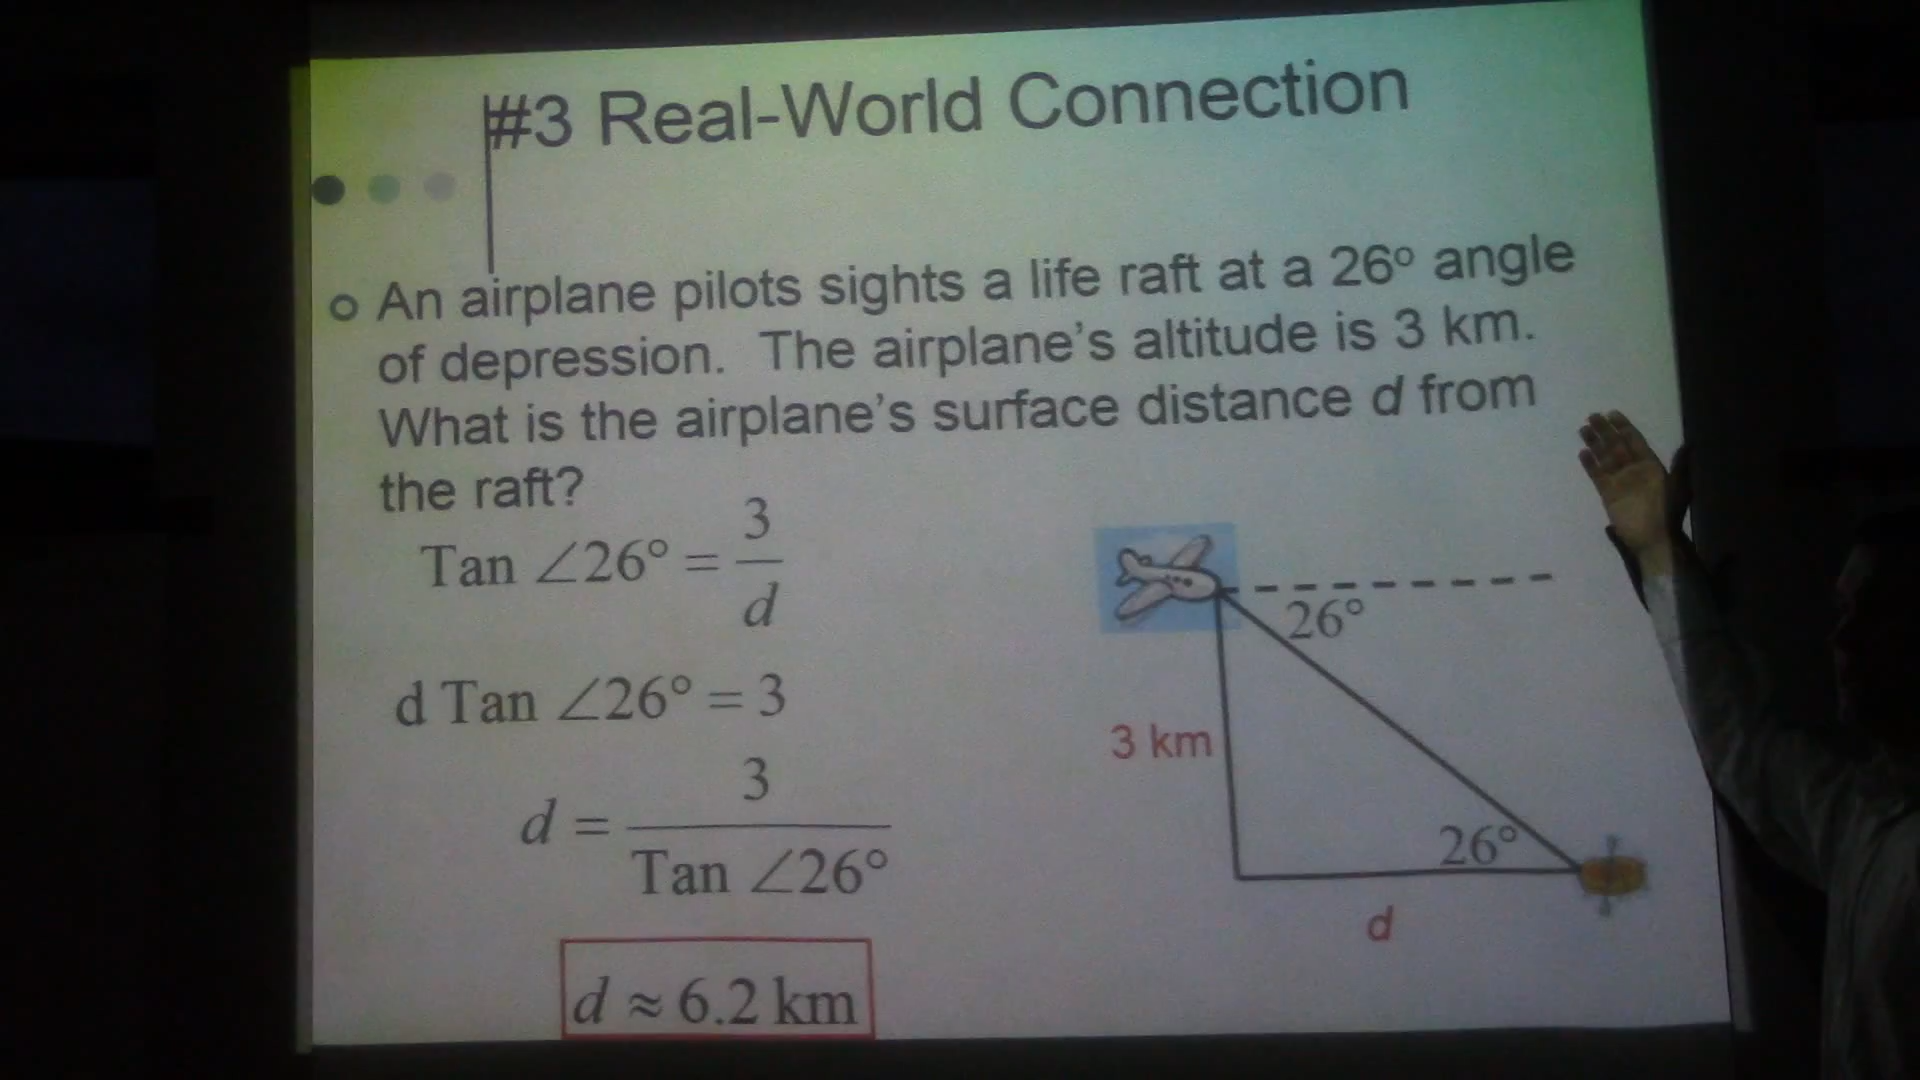 #3 Real-World Connection
An airplane pilots sights a life raft at a 26° angle
of depression. The airplane's altitude is 3 km.
What is the airplane's surface distance d from
the raft?
Tan ∠26° = 3/d
d Tan ∠26° = 3
d = 3/Tan ∠26°
d ≈ 6.2 km
26°
3 km
26°
d